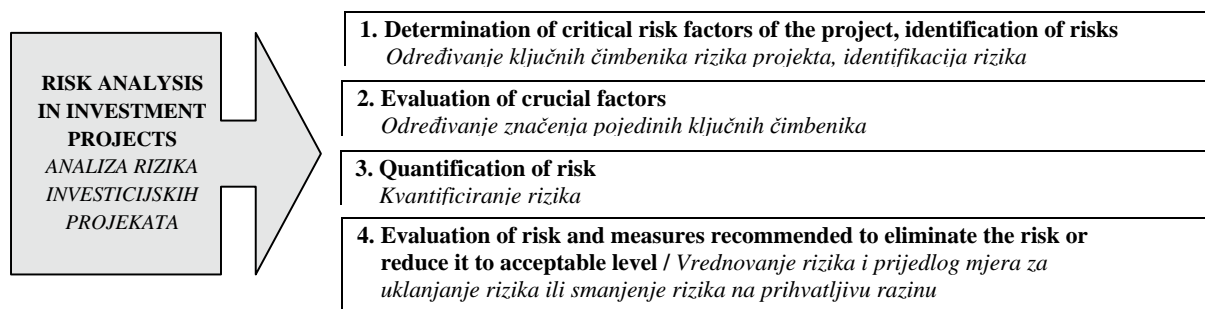 RISK ANALYSIS
IN INVESTMENT
PROJECTS
ANALIZA RIZIKA
INVESTICIJSKIH
PROJEKATA
1. Determination of critical risk factors of the project, identification of risks
Određivanje ključnih čimbenika rizika projekta, identifikacija rizika
2. Evaluation of crucial factors
Određivanje značenja pojedinih ključnih čimbenika
3. Quantification of risk
Kvantificiranje rizika
4. Evaluation of risk and measures recommended to eliminate the risk or
reduce it to acceptable level / Vrednovanje rizika i prijedlog mjera za
uklanjanje rizika ili smanjenje rizika na prihvatljivu razinu